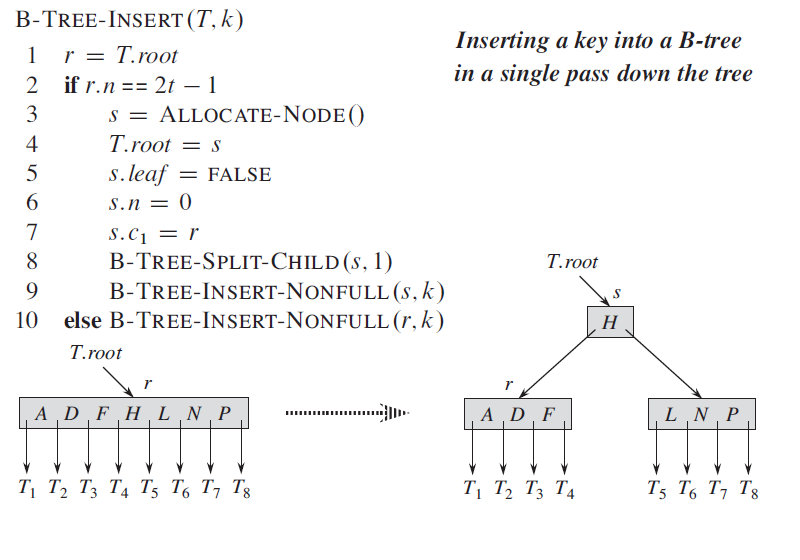 B-TREE-INSERT(T, k)
1 r = T.root
2 if r.n == 2t − 1
3 s = ALLOCATE-NODE()
4 T.root = s
5 s.leaf = FALSE
6 s.n = 0
7 s.c₁ = r
8 B-TREE-SPLIT-CHILD(s, 1)
9 B-TREE-INSERT-NONFULL(s, k)
10 else B-TREE-INSERT-NONFULL(r, k)
Inserting a key into a B-tree
in a single pass down the tree
T.root
r
A D F H L N P
T₁ T₂ T₃ T₄ T₅ T₆ T₇ T₈
T.root
s
H
r
A D F
L N P
T₁ T₂ T₃ T₄
T₅ T₆ T₇ T₈